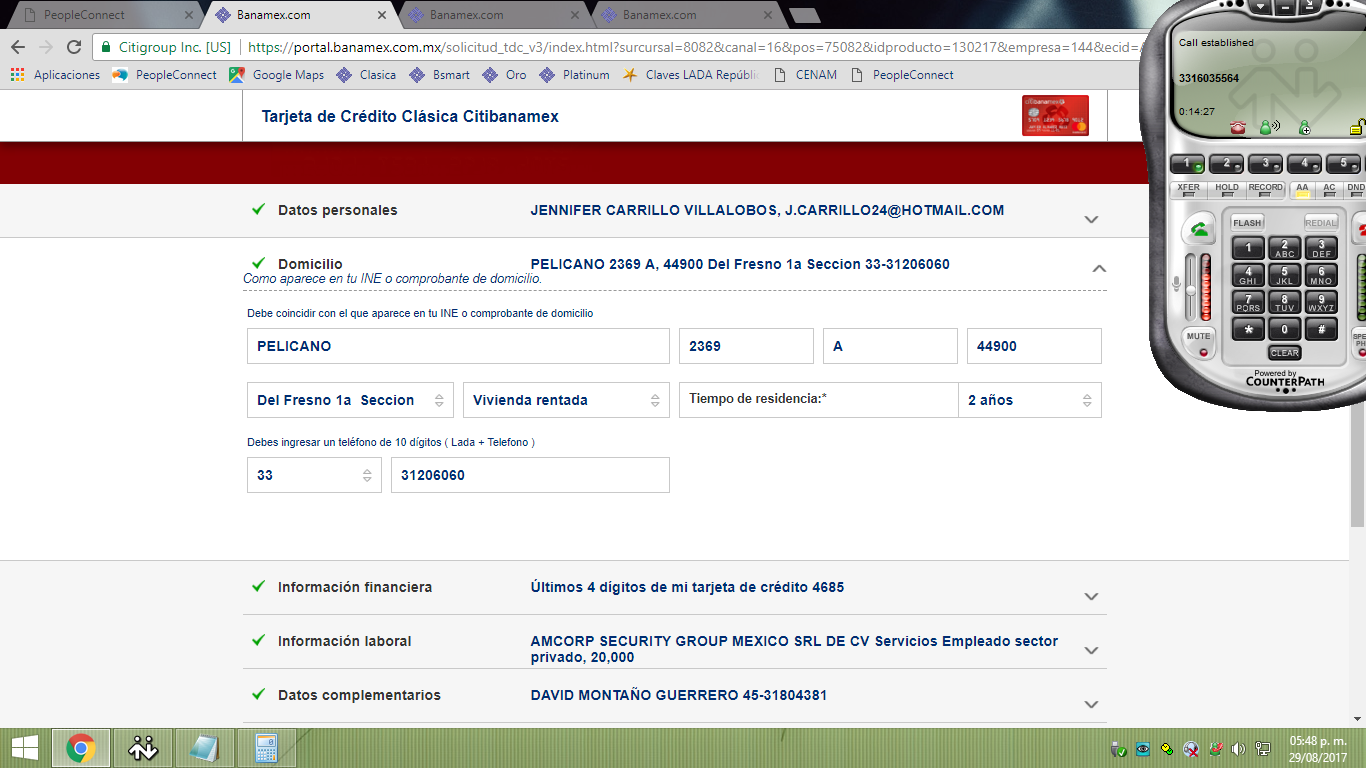 PeopleConnect
Banamex.com
Banamex.com
Banamex.com
Citigroup Inc. [US]
https://portal.banamex.com.mx/solicitud_tdc_v3/index.html?surcursal=8082&canal=16&pos=75082&idproducto=130217&empresa=144&ecid=
Aplicaciones PeopleConnect Google Maps Clasica Bsmart Oro Platinum Claves LADA Repúblic CENAM PeopleConnect
Tarjeta de Crédito Clásica Citibanamex
Datos personales JENNIFER CARRILLO VILLALOBOS, J.CARRILLO24@HOTMAIL.COM
Domicilio PELICANO 2369 A, 44900 Del Fresno 1a Seccion 33-31206060
Como aparece en tu INE o comprobante de domicilio.
Debe coincidir con el que aparece en tu INE o comprobante de domicilio
PELICANO 2369 A 44900
Del Fresno 1a Seccion Vivienda rentada Tiempo de residencia:* 2 años
Debes ingresar un teléfono de 10 dígitos ( Lada + Telefono )
33 31206060
Información financiera Últimos 4 dígitos de mi tarjeta de crédito 4685
Información laboral AMCORP SECURITY GROUP MEXICO SRL DE CV Servicios Empleado sector
privado, 20,000
Datos complementarios DAVID MONTAÑO GUERRERO 45-31804381
Call established
3316035564
0:14:27
1 2 3 4 5
XFER HOLD RECORD AA AC DND
FLASH REDIAL
1 2 ABC 3 DEF
4 GHI 5 JKL 6 MNO
7 PQRS 8 TUV 9 WXYZ
* 0 #
MUTE
CLEAR
Powered by
COUNTERPATH
05:48 p. m.
29/08/2017